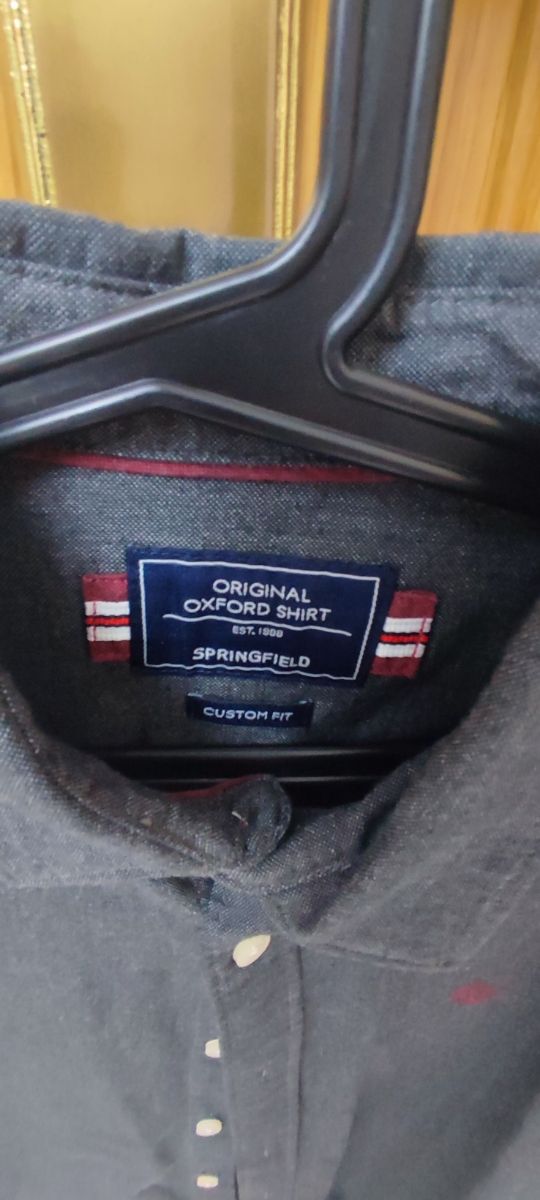 ORIGINAL
OXFORD SHIRT
EST. 1988
SPRINGFIELD
CUSTOM FIT